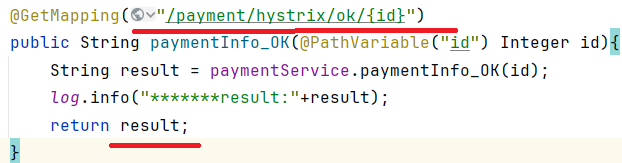 @GetMapping("/payment/hystrix/ok/{id}")
public String paymentInfo_OK(@PathVariable("id") Integer id){
    String result = paymentService.paymentInfo_OK(id);
    log.info("*******result:"+result);
    return result;
}